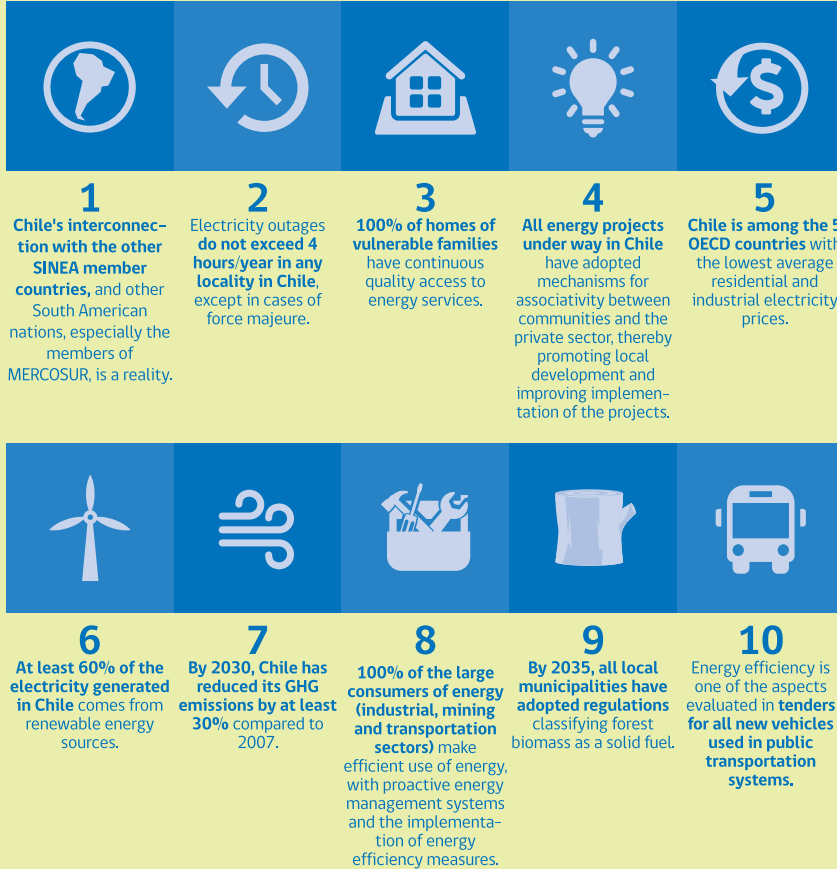 1
Chile's interconnec-
tion with the other
SINEA member
countries, and other
South American
nations, especially the
members of
MERCOSUR, is a reality.
2
Electricity outages
do not exceed 4
hours/year in any
locality in Chile,
except in cases of
force majeure.
3
100% of homes of
vulnerable families
have continuous
quality access to
energy services.
4
All energy projects
under way in Chile
have adopted
mechanisms for
associativity between
communities and the
private sector, thereby
promoting local
development and
improving implemen-
tation of the projects.
5
Chile is among the 5
OECD countries with
the lowest average
residential and
industrial electricity
prices.
6
At least 60% of the
electricity generated
in Chile comes from
renewable energy
sources.
7
By 2030, Chile has
reduced its GHG
emissions by at least
30% compared to
2007.
8
100% of the large
consumers of energy
(industrial, mining
and transportation
sectors) make
efficient use of energy,
with proactive energy
management systems
and the implementa-
tion of energy
efficiency measures.
9
By 2035, all local
municipalities have
adopted regulations
classifying forest
biomass as a solid fuel.
10
Energy efficiency is
one of the aspects
evaluated in tenders
for all new vehicles
used in public
transportation
systems.